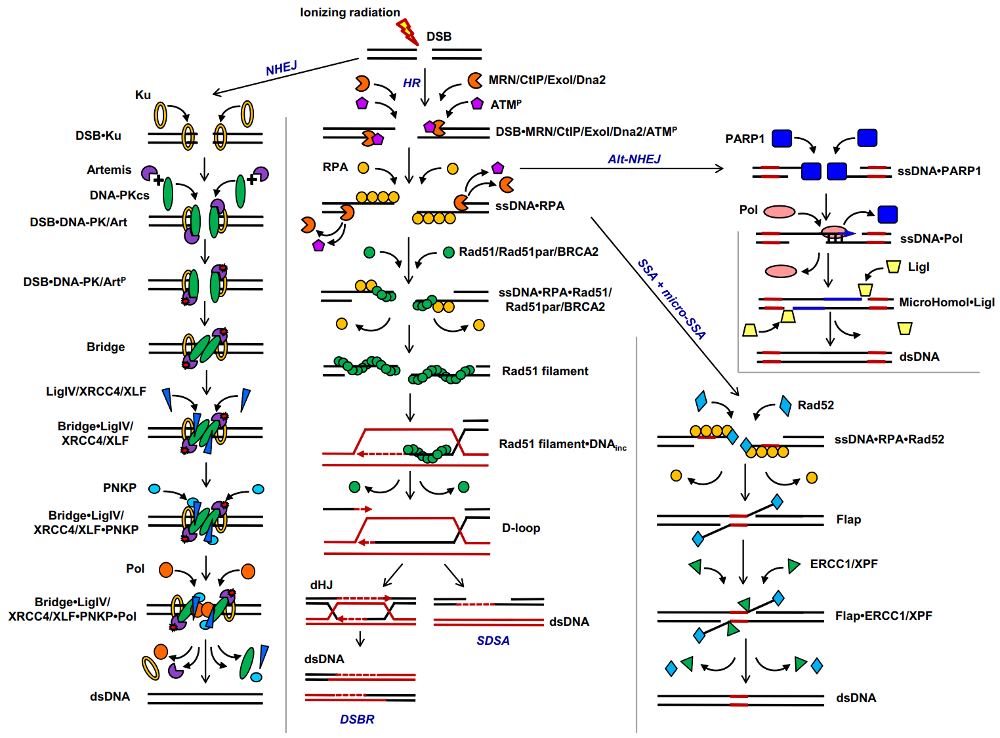 Ionizing radiation
DSB
NHEJ
HR
MRN/CtIP/ExoI/Dna2
ATMᴾ
DSB•MRN/CtIP/ExoI/Dna2/ATMᴾ
Ku
DSB•Ku
Artemis
DNA-PKcs
DSB•DNA-PK/Art
DSB•DNA-PK/Artᴾ
Bridge
LigIV/XRCC4/XLF
Bridge•LigIV/
XRCC4/XLF
PNKP
Bridge•LigIV/
XRCC4/XLF•PNKP
Pol
Bridge•LigIV/
XRCC4/XLF•PNKP•Pol
dsDNA
RPA
ssDNA•RPA
Rad51/Rad51par/BRCA2
ssDNA•RPA•Rad51/
Rad51par/BRCA2
Rad51 filament
Rad51 filament•DNAinc
D-loop
dHJ
dsDNA
DSBR
dsDNA
SDSA
Alt-NHEJ
PARP1
ssDNA•PARP1
Pol
ssDNA•Pol
LigI
MicroHomol•LigI
dsDNA
SSA + micro-SSA
Rad52
ssDNA•RPA•Rad52
Flap
ERCC1/XPF
Flap•ERCC1/XPF
dsDNA